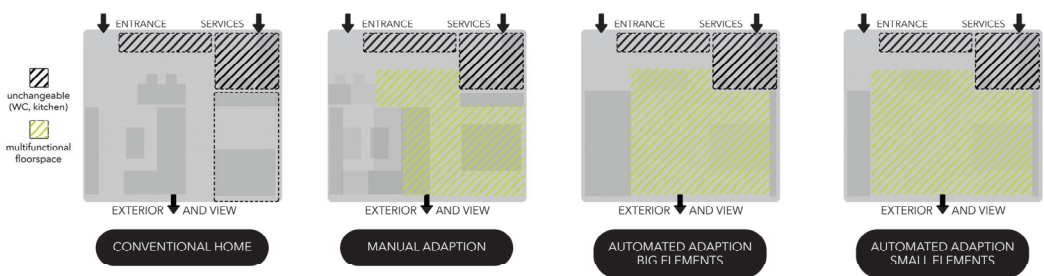 ENTRANCE SERVICES
ENTRANCE SERVICES
ENTRANCE SERVICES
ENTRANCE SERVICES
unchangeable
(WC, kitchen)
multifunctional
floorspace
EXTERIOR AND VIEW
EXTERIOR AND VIEW
EXTERIOR AND VIEW
EXTERIOR AND VIEW
CONVENTIONAL HOME
MANUAL ADAPTION
AUTOMATED ADAPTION
BIG ELEMENTS
AUTOMATED ADAPTION
SMALL ELEMENTS